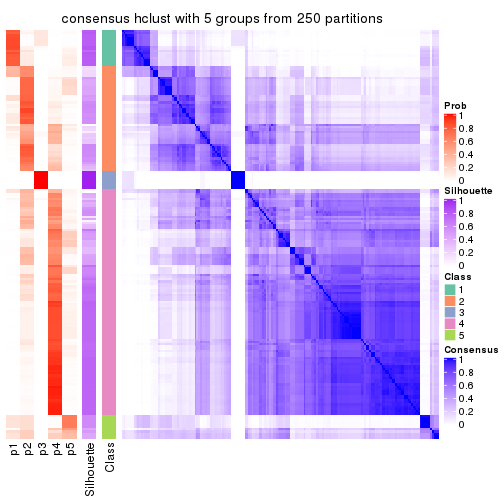 consensus hclust with 5 groups from 250 partitions
Prob
1
0.8
0.6
0.4
0.2
0
Silhouette
1
0.8
0.6
0.4
0.2
0
Class
1
2
3
4
5
Consensus
1
0.8
0.6
0.4
0.2
0
p1
p2
p3
p4
p5
Silhouette
Class